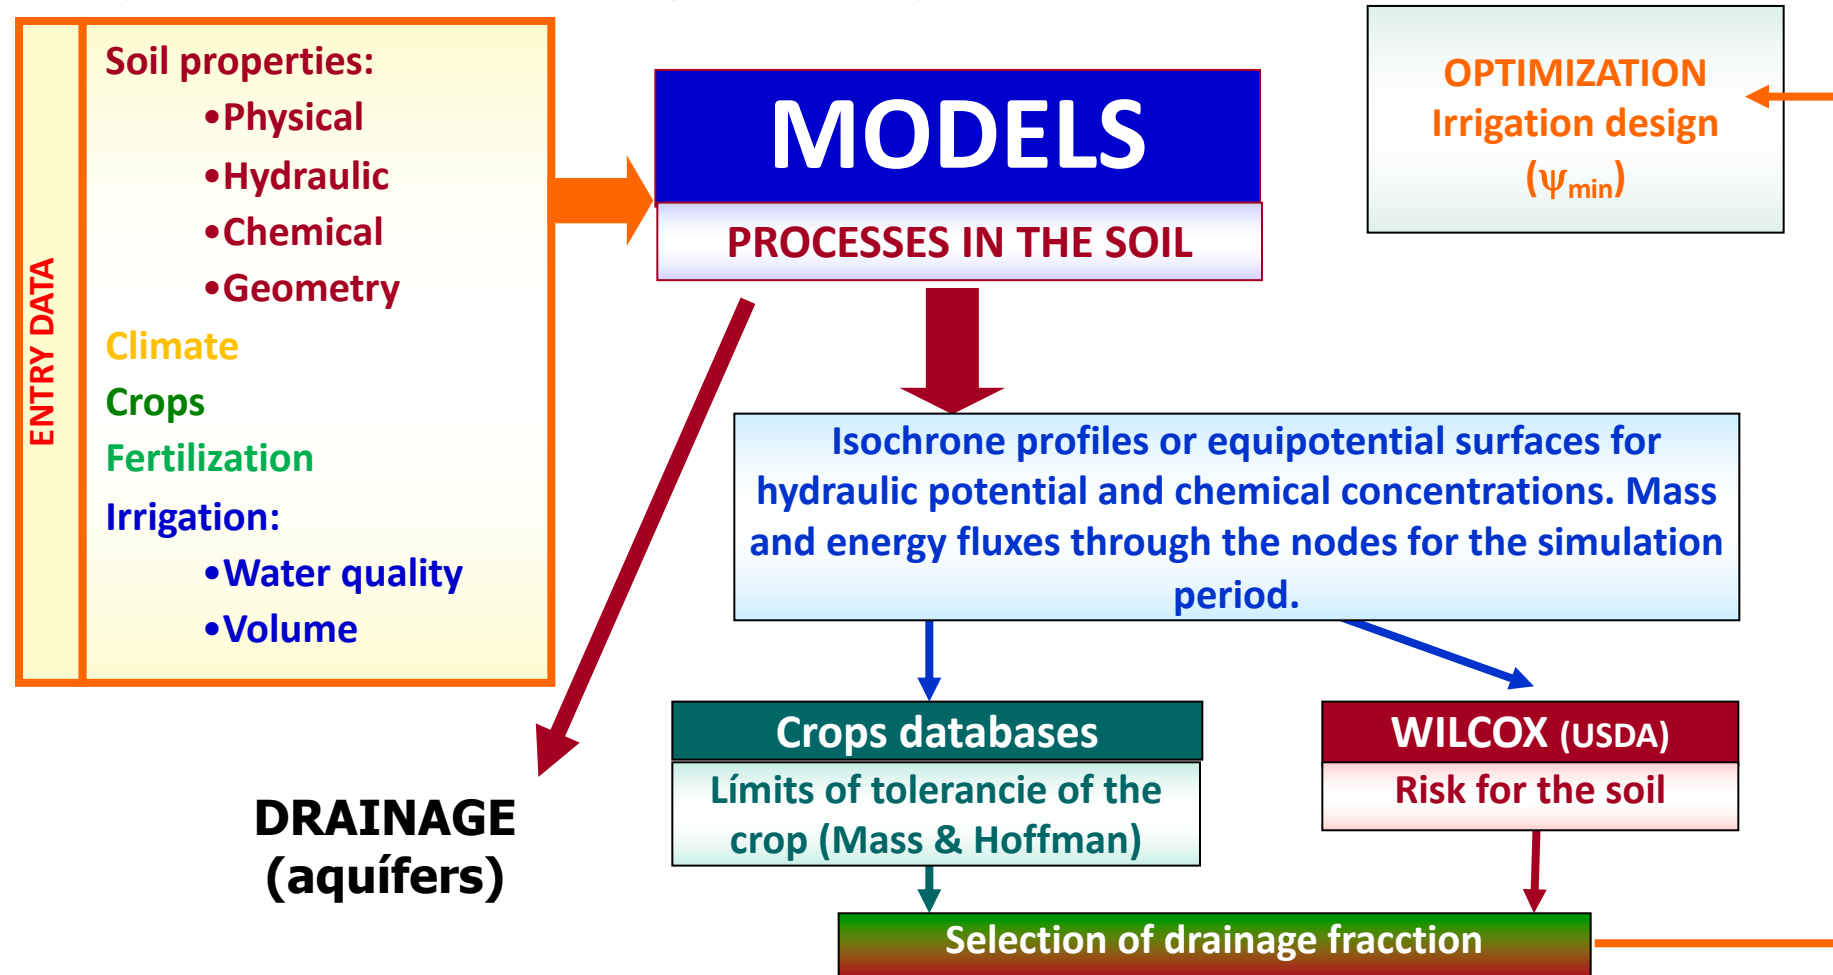 ENTRY DATA
Soil properties:
•Physical
•Hydraulic
•Chemical
•Geometry
Climate
Crops
Fertilization
Irrigation:
•Water quality
•Volume
MODELS
PROCESSES IN THE SOIL
OPTIMIZATION
Irrigation design
(ψmin)
Isochrone profiles or equipotential surfaces for
hydraulic potential and chemical concentrations. Mass
and energy fluxes through the nodes for the simulation
period.
DRAINAGE
(aquífers)
Crops databases
Límits of tolerancie of the
crop (Mass & Hoffman)
WILCOX (USDA)
Risk for the soil
Selection of drainage fracction